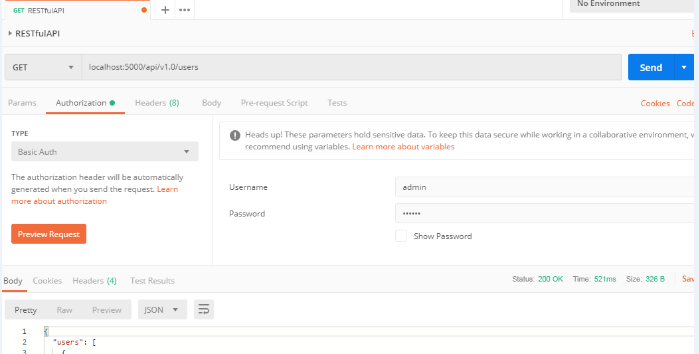 GET RESTfulAPI
No Environment
RESTfulAPI
GET localhost:5000/api/v1.0/users Send
Params Authorization Headers (8) Body Pre-request Script Tests Cookies Code
TYPE
Basic Auth
The authorization header will be automatically
generated when you send the request. Learn
more about authorization
Preview Request
Heads up! These parameters hold sensitive data. To keep this data secure while working in a collaborative environment,
recommend using variables. Learn more about variables
Username admin
Password ••••••
Show Password
Body Cookies Headers (4) Test Results Status: 200 OK Time: 521ms Size: 326 B
Pretty Raw Preview JSON
1 {
2 "users": [
3 {